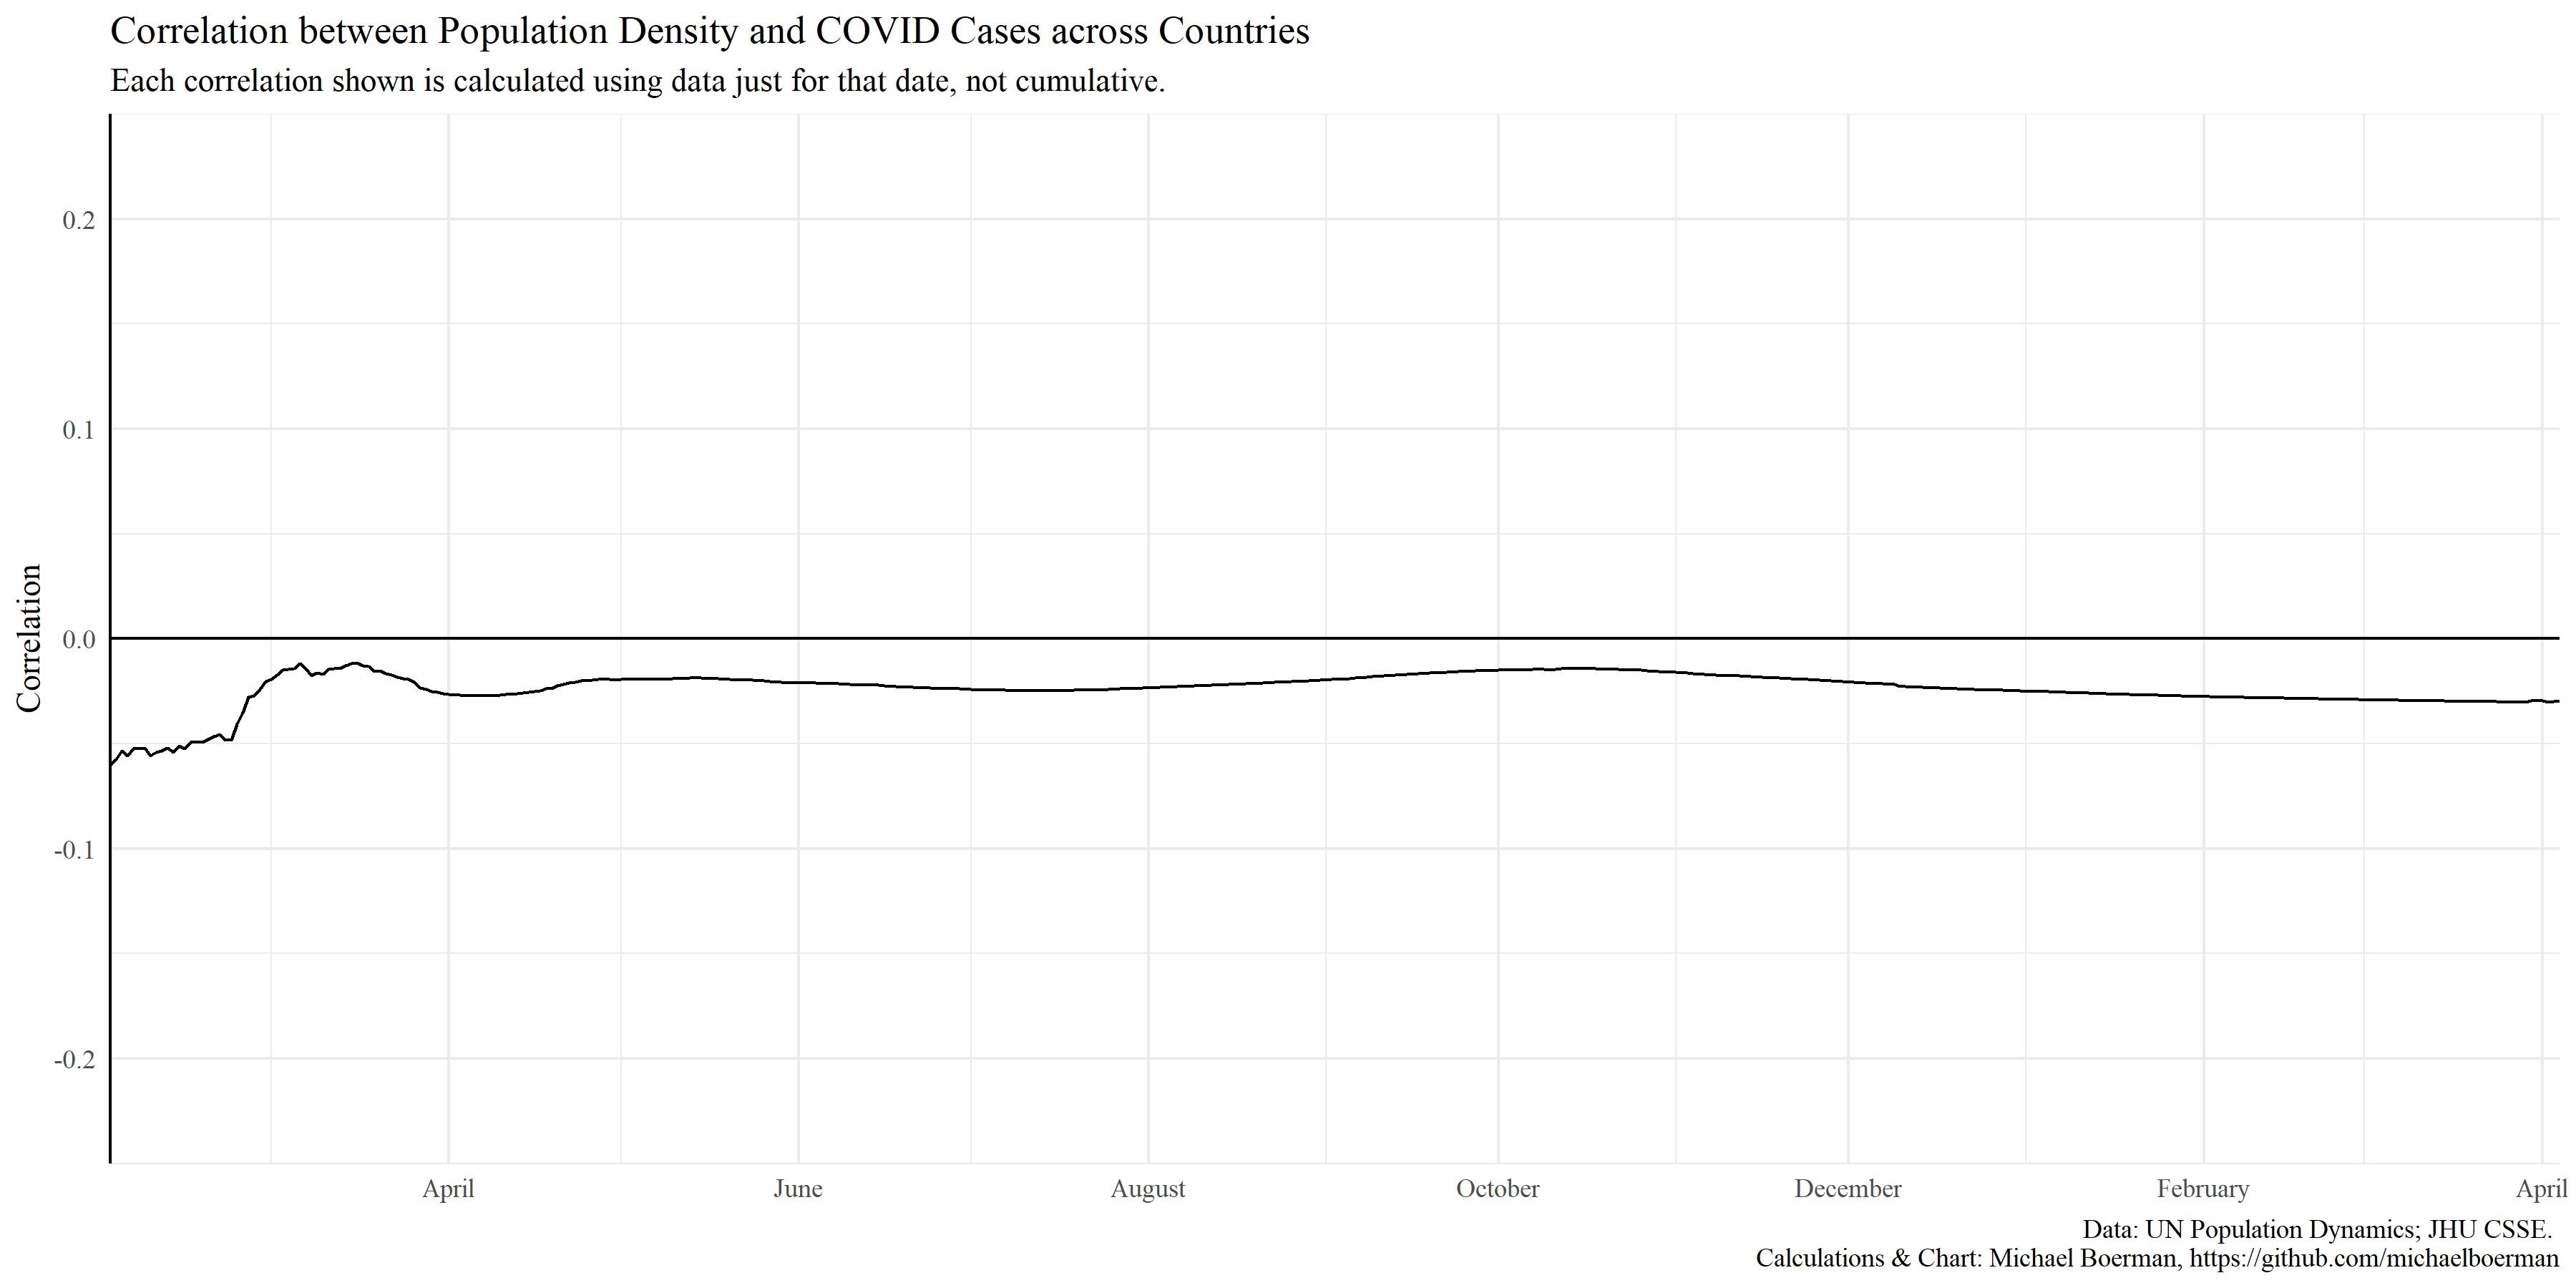 Correlation between Population Density and COVID Cases across Countries
Each correlation shown is calculated using data just for that date, not cumulative.
Correlation
0.2
0.1
0.0
-0.1
-0.2
April June August October December February April
Data: UN Population Dynamics; JHU CSSE.
Calculations & Chart: Michael Boerman, https://github.com/michaelboerman